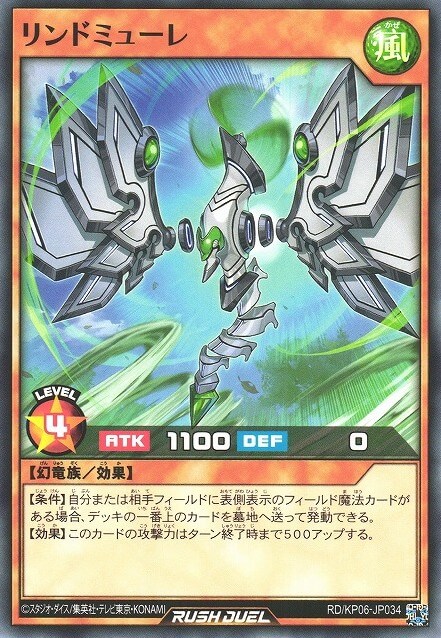 リンドミューレ
かぜ
風
LEVEL
4
ATK 1100 DEF 0
【幻竜族／効果】
【条件】自分または相手フィールドに表側表示のフィールド魔法カードが
ある場合、デッキの一番上のカードを墓地へ送って発動できる。
【効果】このカードの攻撃力はターン終了時まで５００アップする。
©スタジオ・ダイス/集英社・テレビ東京・KONAMI
RUSH DUEL
RD/KP06-JP034